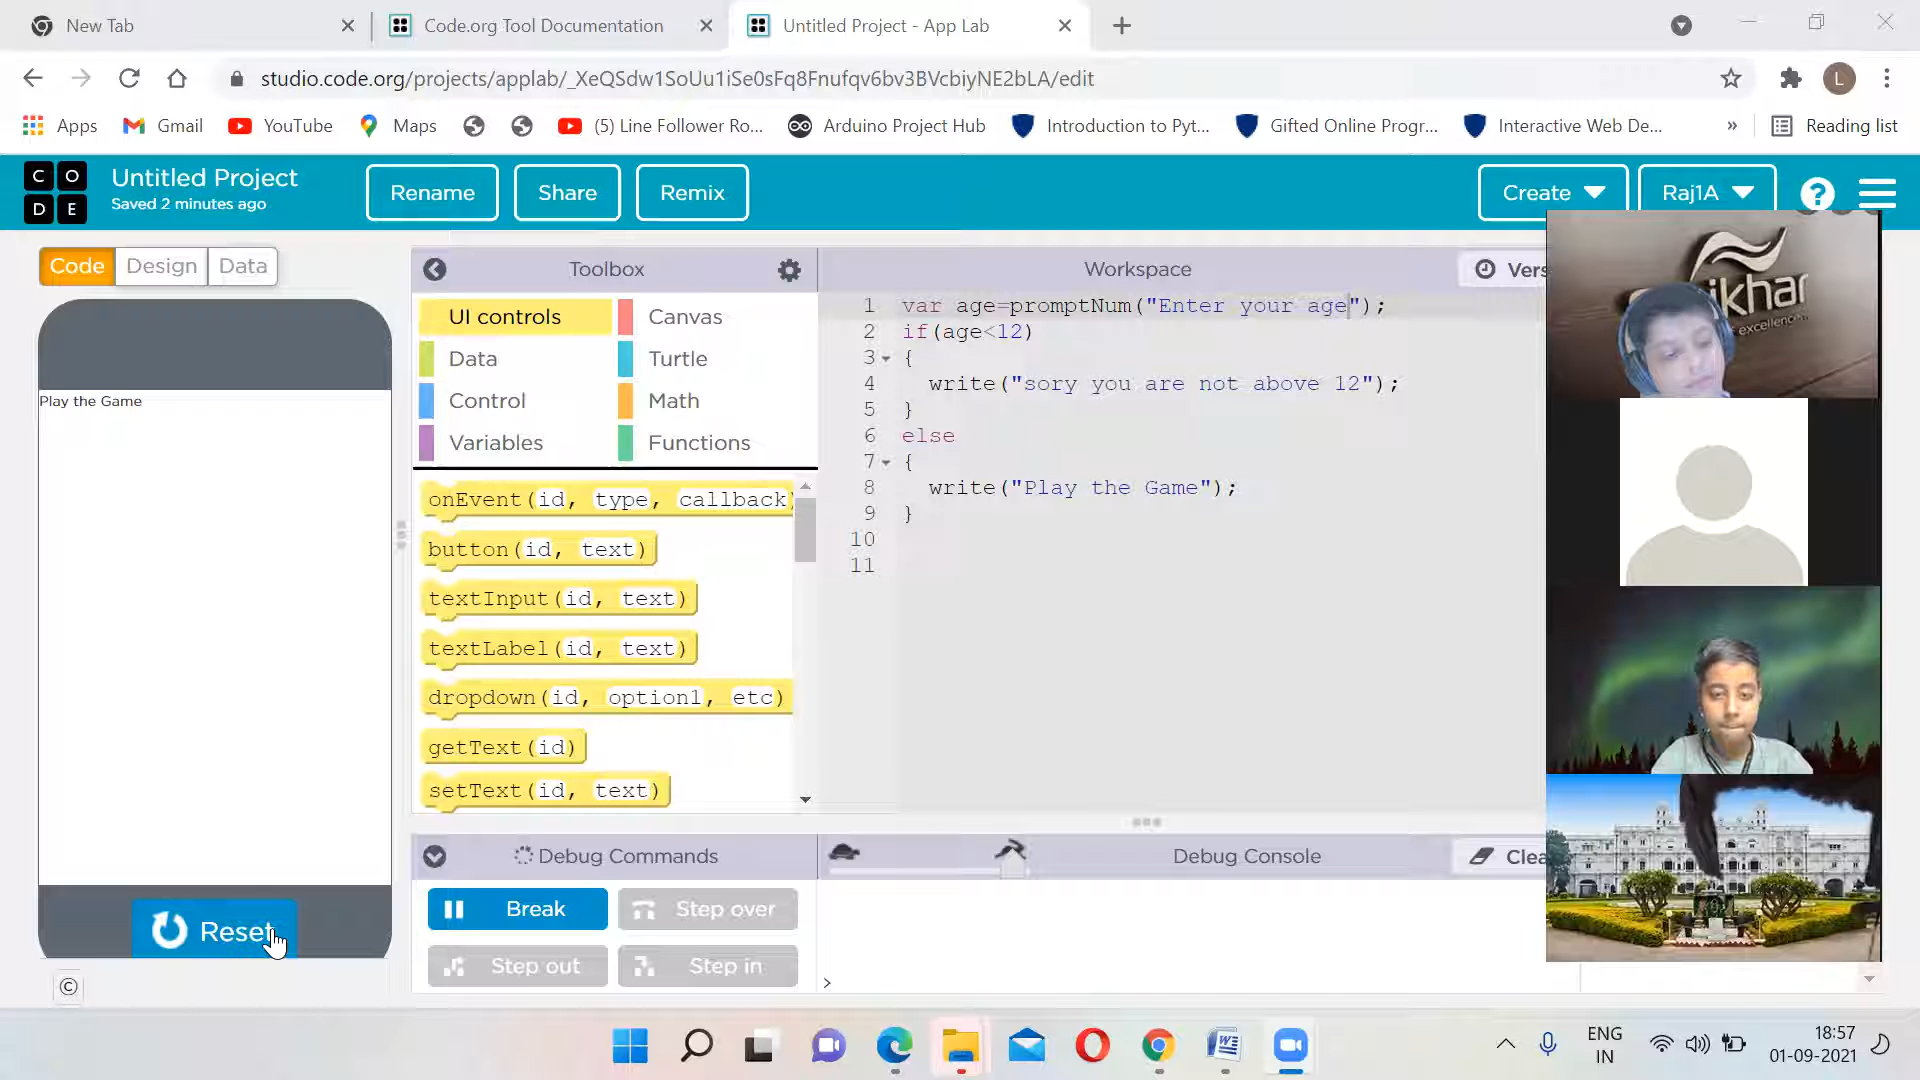 New Tab
Code.org Tool Documentation
Untitled Project - App Lab
studio.code.org/projects/applab/_XeQSdw1SoUu1iSe0sFq8Fnufqv6bv3BVcbiyNE2bLA/edit
L
Apps
Gmail
YouTube
Maps
(5) Line Follower Ro...
Arduino Project Hub
Introduction to Pyt...
Gifted Online Progr...
Interactive Web De...
»
Reading list
C O
D E
Untitled Project
Saved 2 minutes ago
Rename
Share
Remix
Create
Raj1A
?
Code
Design
Data
Toolbox
Workspace
Vers
UI controls
Canvas
Data
Turtle
Control
Math
Variables
Functions
onEvent(id, type, callback)
button(id, text)
textInput(id, text)
textLabel(id, text)
dropdown(id, option1, etc)
getText(id)
setText(id, text)
1 var age=promptNum("Enter your age");
2 if(age<12)
3 {
4 write("sory you are not above 12");
5 }
6 else
7 {
8 write("Play the Game");
9 }
10
11
Play the Game
Reset
©
Debug Commands
Break
Step over
Step out
Step in
Debug Console
Clea
>
ikhar
ENG
IN
18:57
01-09-2021